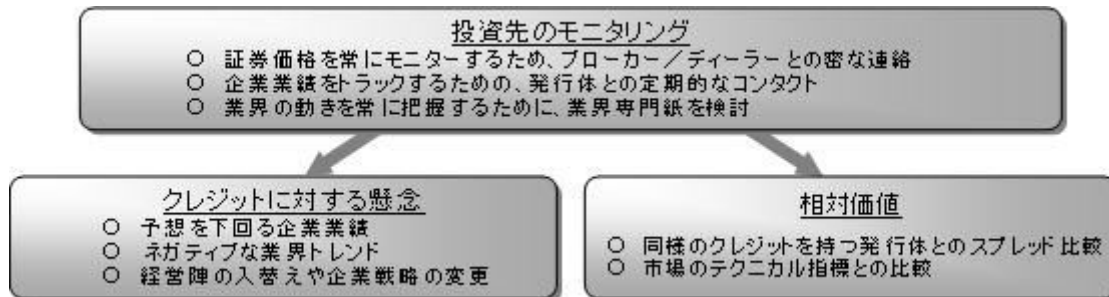 投資先のモニタリング
○ 証券価格を常にモニターするため、ブローカー／ディーラーとの密な連絡
○ 企業業績をトラックするための、発行体との定期的なコンタクト
○ 業界の動きを常に把握するために、業界専門紙を検討
クレジットに対する懸念
○ 予想を下回る企業業績
○ ネガティブな業界トレンド
○ 経営陣の入替えや企業戦略の変更
相対価値
○ 同様のクレジットを持つ発行体とのスプレッド比較
○ 市場のテクニカル指標との比較